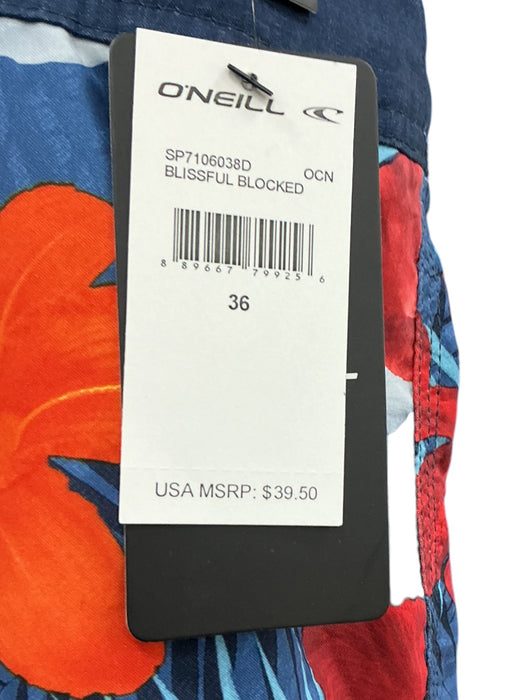 O'NEILL
SP7106038D OCN
BLISSFUL BLOCKED
8 89667 79925 6
36
USA MSRP: $39.50